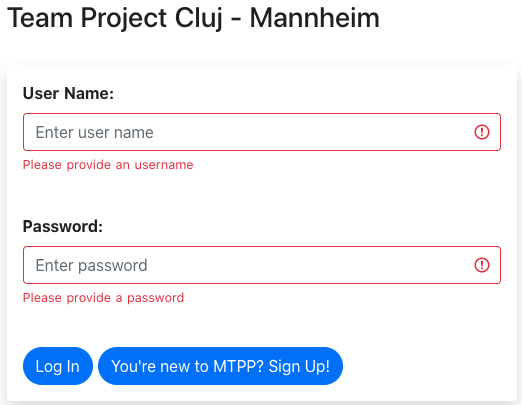 Team Project Cluj - Mannheim
User Name:
Enter user name
Please provide an username
Password:
Enter password
Please provide a password
Log In
You're new to MTPP? Sign Up!